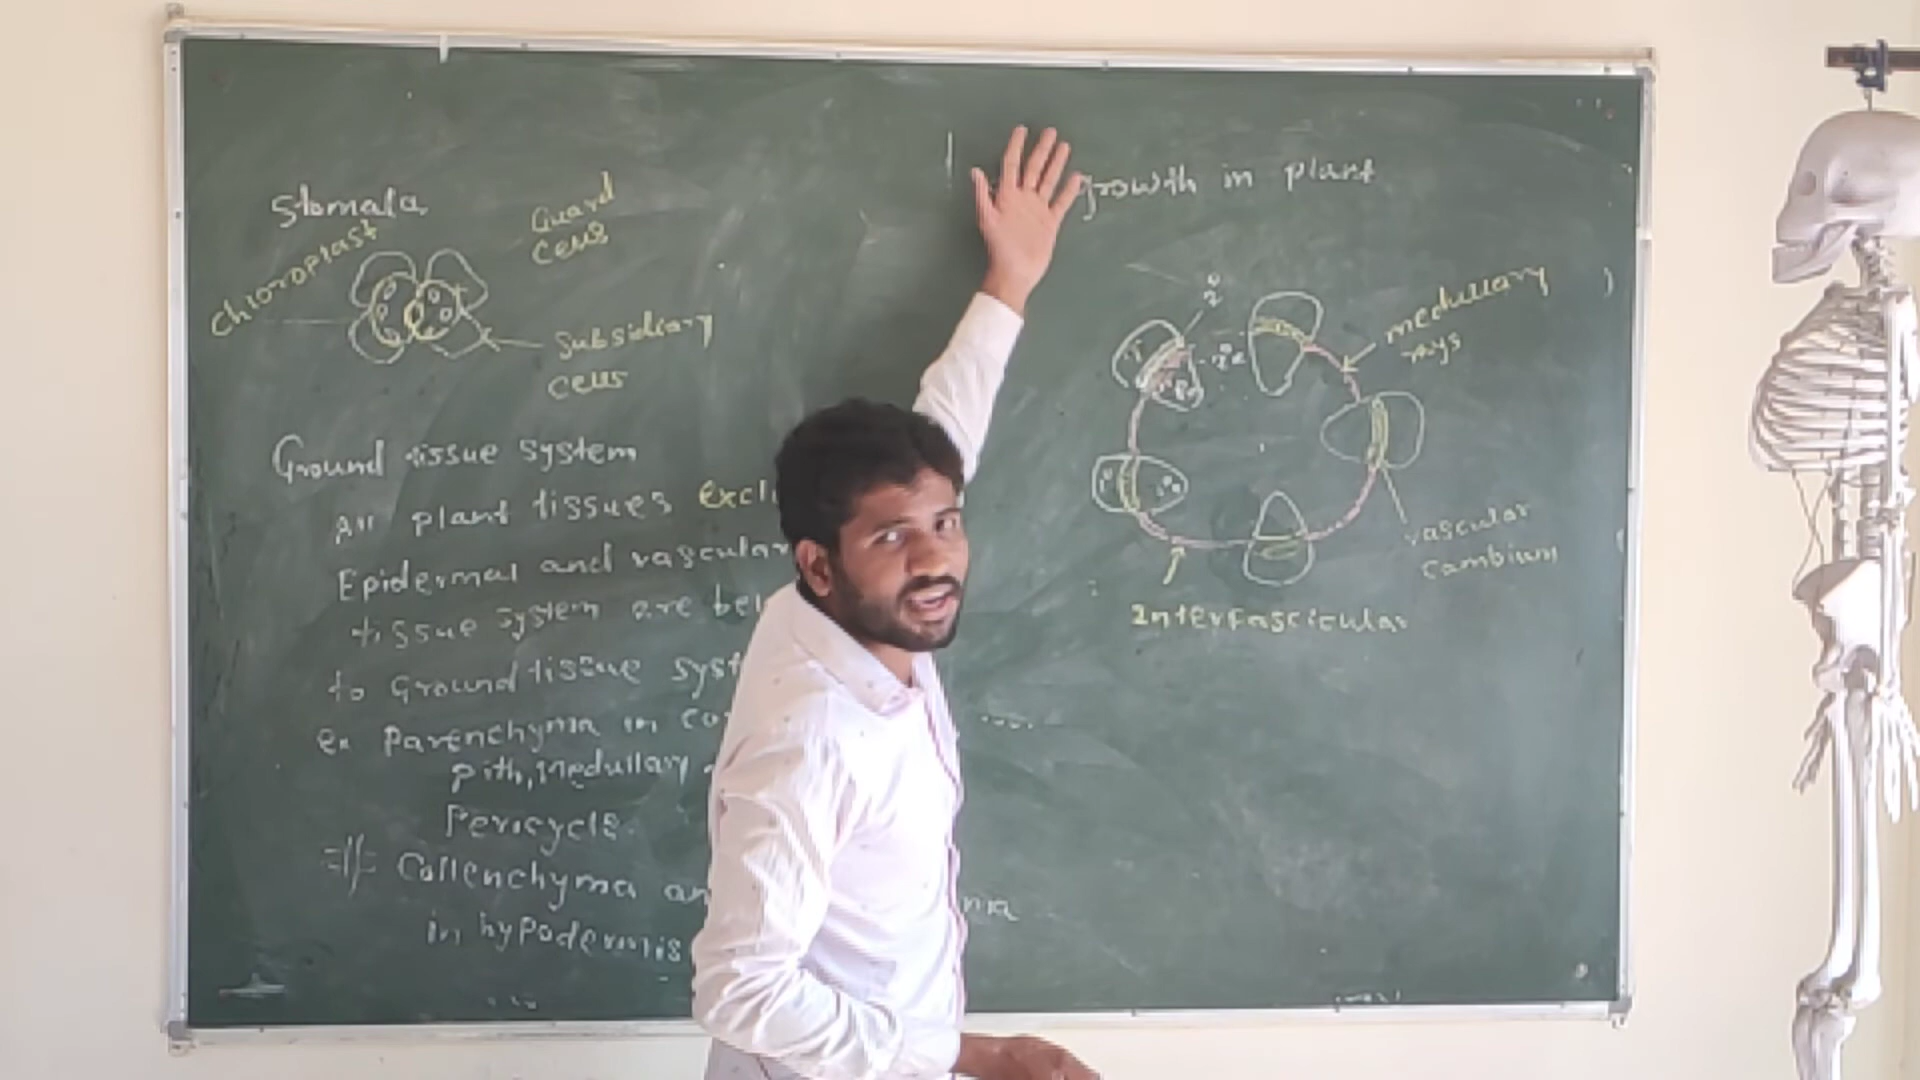 Stomata
Chloroplast
Guard
cells
Subsidiary
cells
Ground tissue system
All plant tissues excl
Epidermal and vascular
tissue system are bel
to Ground tissue syst
ex Parenchyma in co
pith, medullary
Pericycle.
Collenchyma an
ma
in hypodermis
growth in plant
medullary
rays
vascular
cambium
Interfascicular